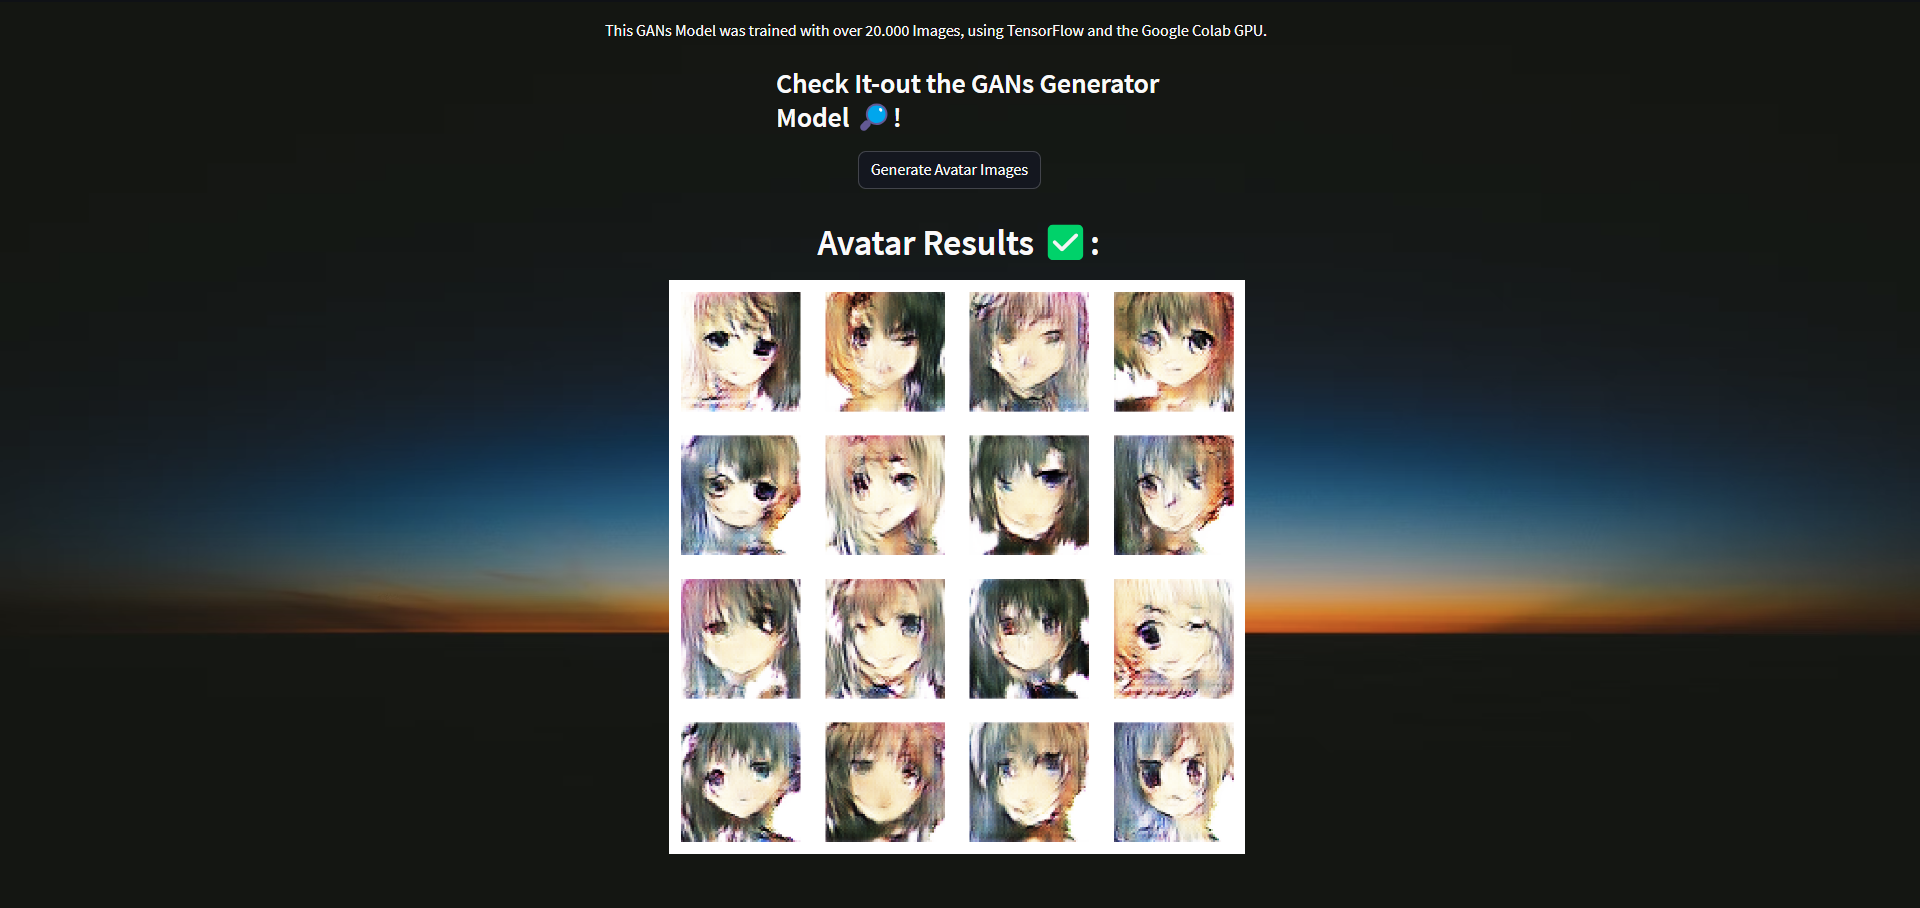 This GANs Model was trained with over 20.000 Images, using TensorFlow and the Google Colab GPU.
Check It-out the GANs Generator
Model 🔎 !
Generate Avatar Images
Avatar Results ✅ :